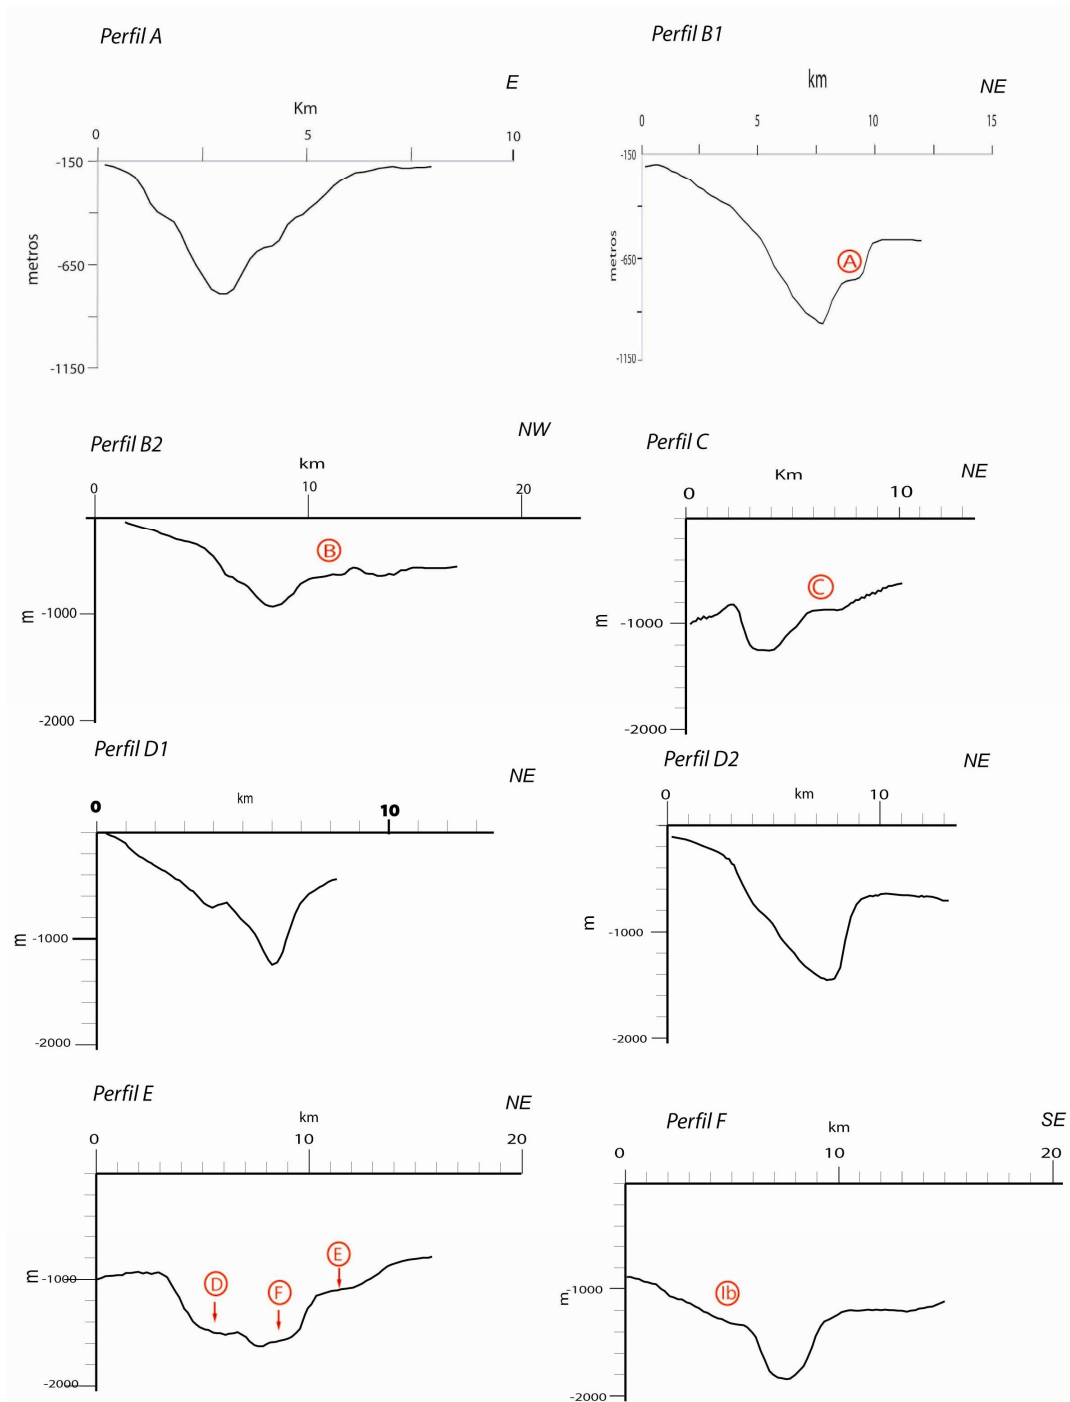 Perfil A
E
Km
0 5 10
-150
-650
-1150
metros
Perfil B1
km
NE
0 5 10 15
-150
-650
-1150
metros
A
Perfil B2
NW
km
0 10 20
m -1000
-2000
B
Perfil C
Km
NE
0 10
m -1000
-2000
C
Perfil D1
NE
km
0 10
m -1000
-2000
Perfil D2
NE
km
0 10
m -1000
-2000
Perfil E
NE
km
0 10 20
m -1000
-2000
D
F
E
Perfil F
SE
km
0 10 20
m -1000
-2000
Ib